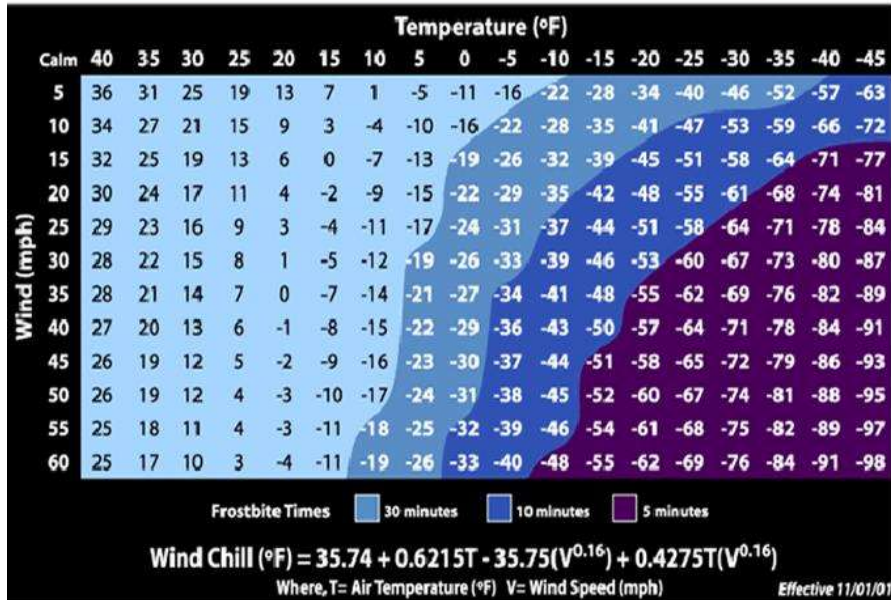 Temperature (°F)
Calm 40 35 30 25 20 15 10 5 0 -5 -10 -15 -20 -25 -30 -35 -40 -45
5 36 31 25 19 13 7 1 -5 -11 -16 -22 -28 -34 -40 -46 -52 -57 -63
10 34 27 21 15 9 3 -4 -10 -16 -22 -28 -35 -41 -47 -53 -59 -66 -72
15 32 25 19 13 6 0 -7 -13 -19 -26 -32 -39 -45 -51 -58 -64 -71 -77
20 30 24 17 11 4 -2 -9 -15 -22 -29 -35 -42 -48 -55 -61 -68 -74 -81
25 29 23 16 9 3 -4 -11 -17 -24 -31 -37 -44 -51 -58 -64 -71 -78 -84
30 28 22 15 8 1 -5 -12 -19 -26 -33 -39 -46 -53 -60 -67 -73 -80 -87
35 28 21 14 7 0 -7 -14 -21 -27 -34 -41 -48 -55 -62 -69 -76 -82 -89
40 27 20 13 6 -1 -8 -15 -22 -29 -36 -43 -50 -57 -64 -71 -78 -84 -91
45 26 19 12 5 -2 -9 -16 -23 -30 -37 -44 -51 -58 -65 -72 -79 -86 -93
50 26 19 12 4 -3 -10 -17 -24 -31 -38 -45 -52 -60 -67 -74 -81 -88 -95
55 25 18 11 4 -3 -11 -18 -25 -32 -39 -46 -54 -61 -68 -75 -82 -89 -97
60 25 17 10 3 -4 -11 -19 -26 -33 -40 -48 -55 -62 -69 -76 -84 -91 -98
Wind (mph)
Frostbite Times 30 minutes 10 minutes 5 minutes
Wind Chill (°F) = 35.74 + 0.6215T - 35.75(V^0.16) + 0.4275T(V^0.16)
Where, T= Air Temperature (°F) V= Wind Speed (mph) Effective 11/01/01